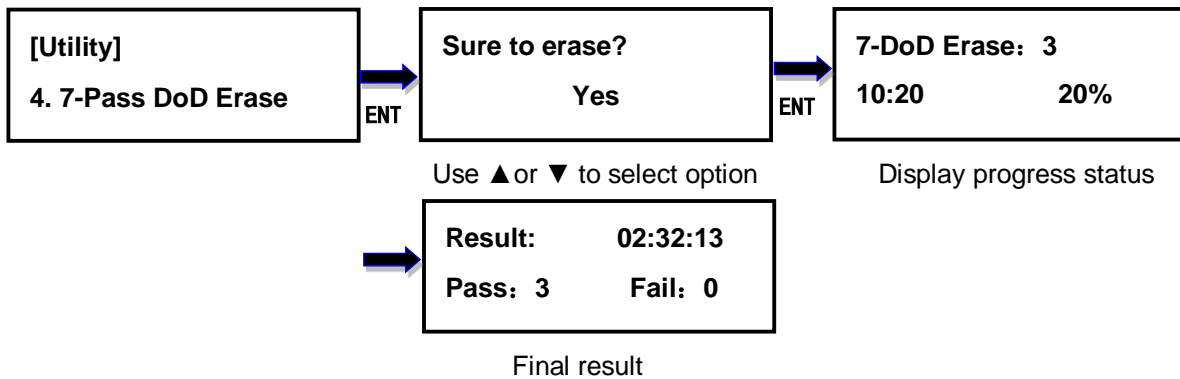 [Utility]
4. 7-Pass DoD Erase
ENT
Sure to erase?
Yes
Use ▲or ▼ to select option
ENT
7-DoD Erase：3
10:20 20%
Display progress status
Result: 02:32:13
Pass：3 Fail：0
Final result